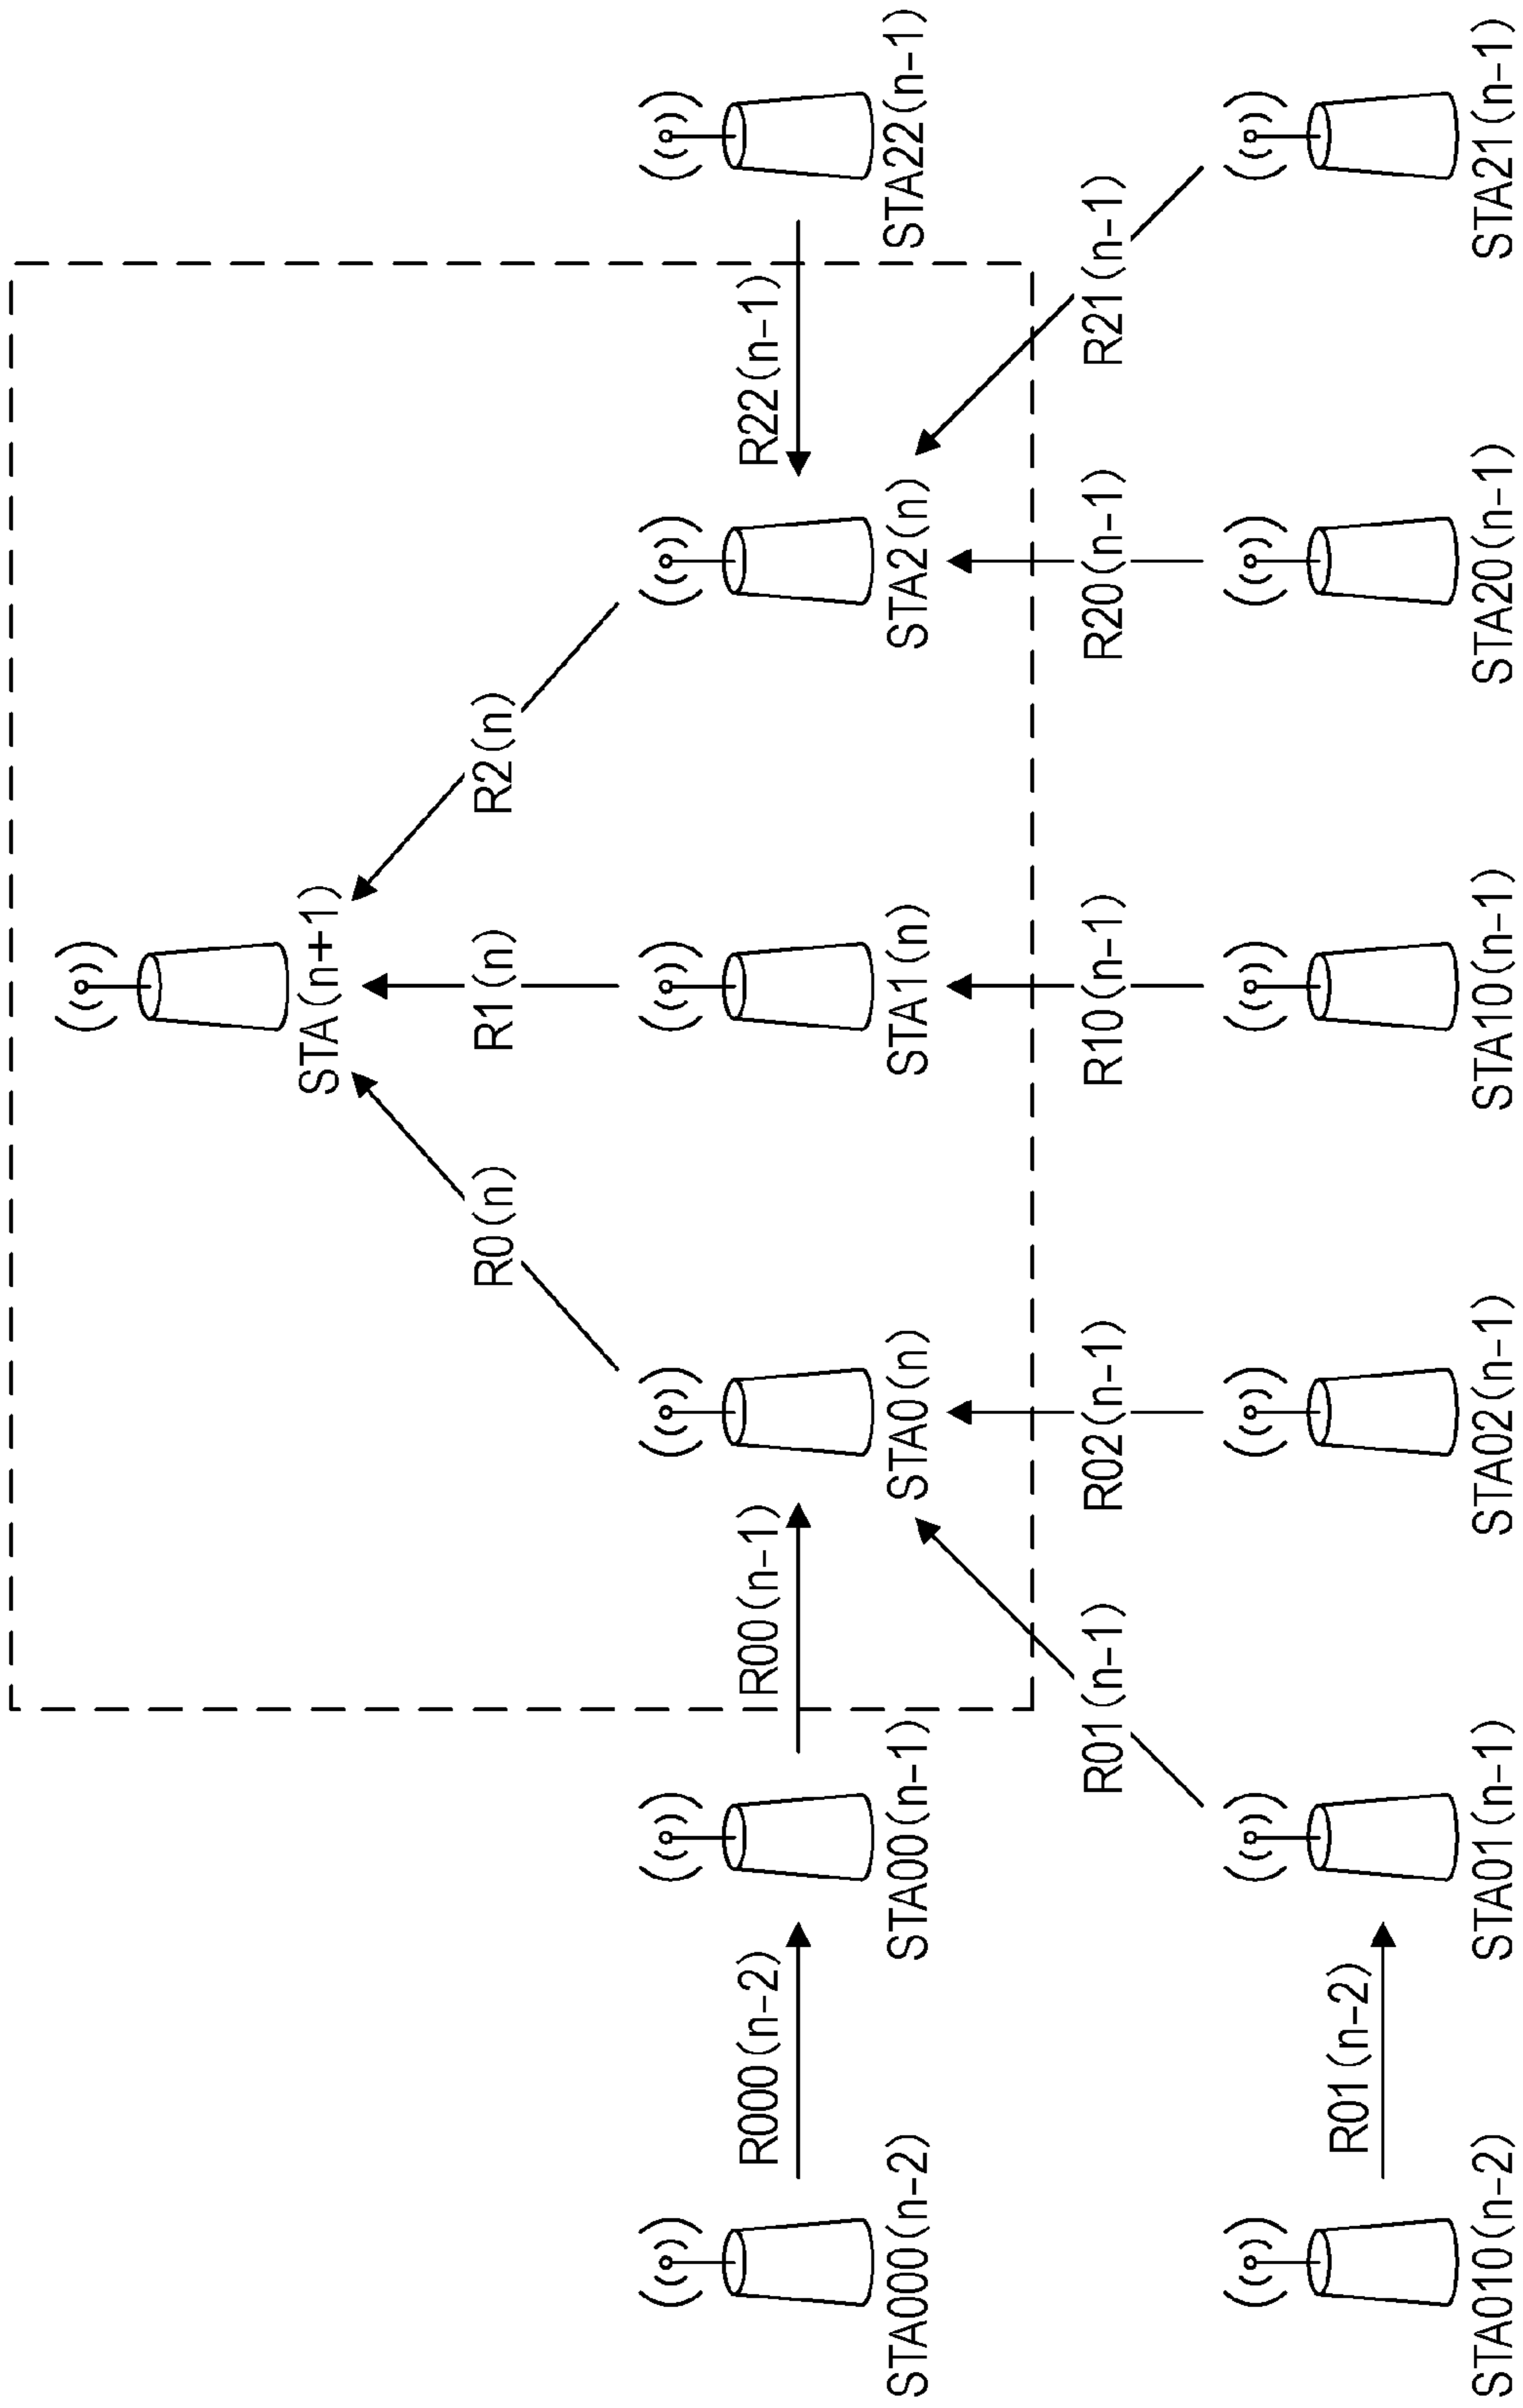 STA(n+1)
R0(n)
R1(n)
R2(n)
R000(n-2)
R00(n-1)
R22(n-1)
STA000(n-2)
STA00(n-1)
STA0(n)
STA1(n)
STA2(n)
STA22(n-1)
R01(n-1)
R02(n-1)
R10(n-1)
R20(n-1)
R21(n-1)
R01(n-2)
STA010(n-2)
STA01(n-1)
STA02(n-1)
STA10(n-1)
STA20(n-1)
STA21(n-1)